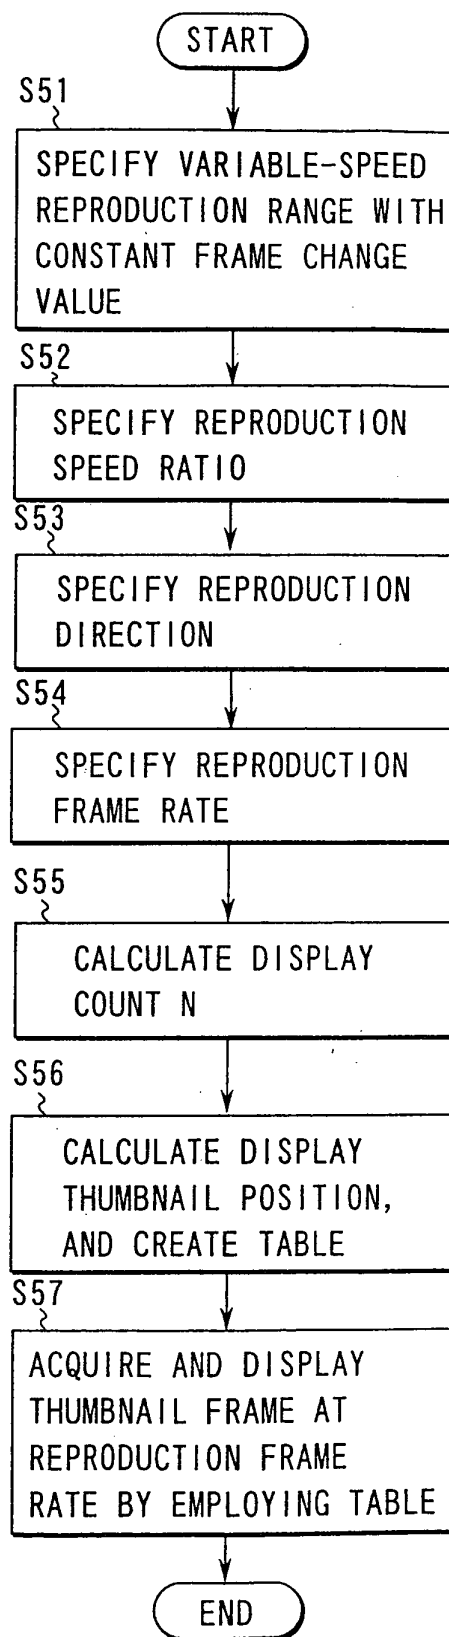 START
S51
SPECIFY VARIABLE-SPEED
REPRODUCTION RANGE WITH
CONSTANT FRAME CHANGE
VALUE
S52
SPECIFY REPRODUCTION
SPEED RATIO
S53
SPECIFY REPRODUCTION
DIRECTION
S54
SPECIFY REPRODUCTION
FRAME RATE
S55
CALCULATE DISPLAY
COUNT N
S56
CALCULATE DISPLAY
THUMBNAIL POSITION,
AND CREATE TABLE
S57
ACQUIRE AND DISPLAY
THUMBNAIL FRAME AT
REPRODUCTION FRAME
RATE BY EMPLOYING TABLE
END